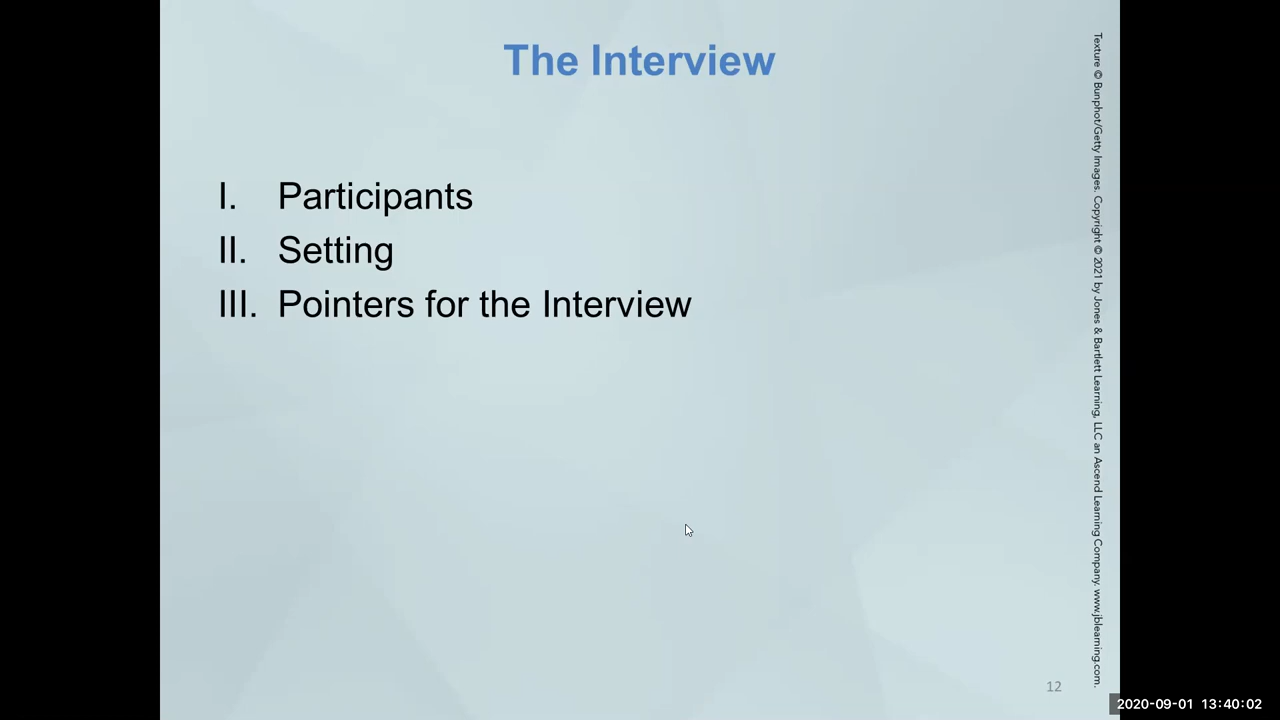 The Interview
I. Participants
II. Setting
III. Pointers for the Interview
Texture © Bunphot/Getty Images. Copyright © 2021 by Jones & Bartlett Learning, LLC an Ascend Learning Company. www.jblearning.com.
12
2020-09-01 13:40:02